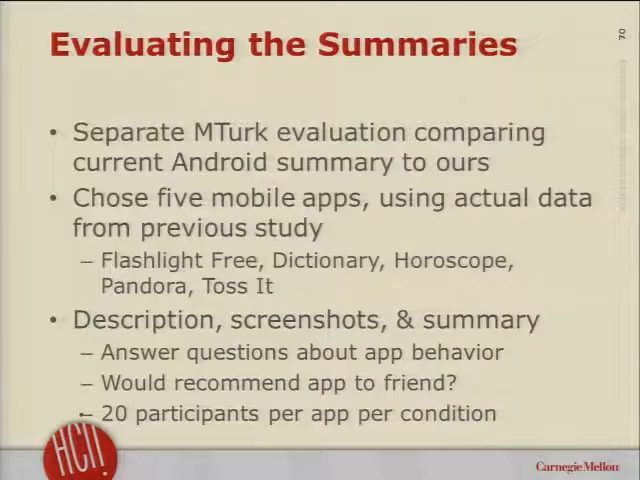 Evaluating the Summaries
70
• Separate MTurk evaluation comparing
current Android summary to ours
• Chose five mobile apps, using actual data
from previous study
– Flashlight Free, Dictionary, Horoscope,
Pandora, Toss It
• Description, screenshots, & summary
– Answer questions about app behavior
– Would recommend app to friend?
– 20 participants per app per condition
HCII
Carnegie Mellon